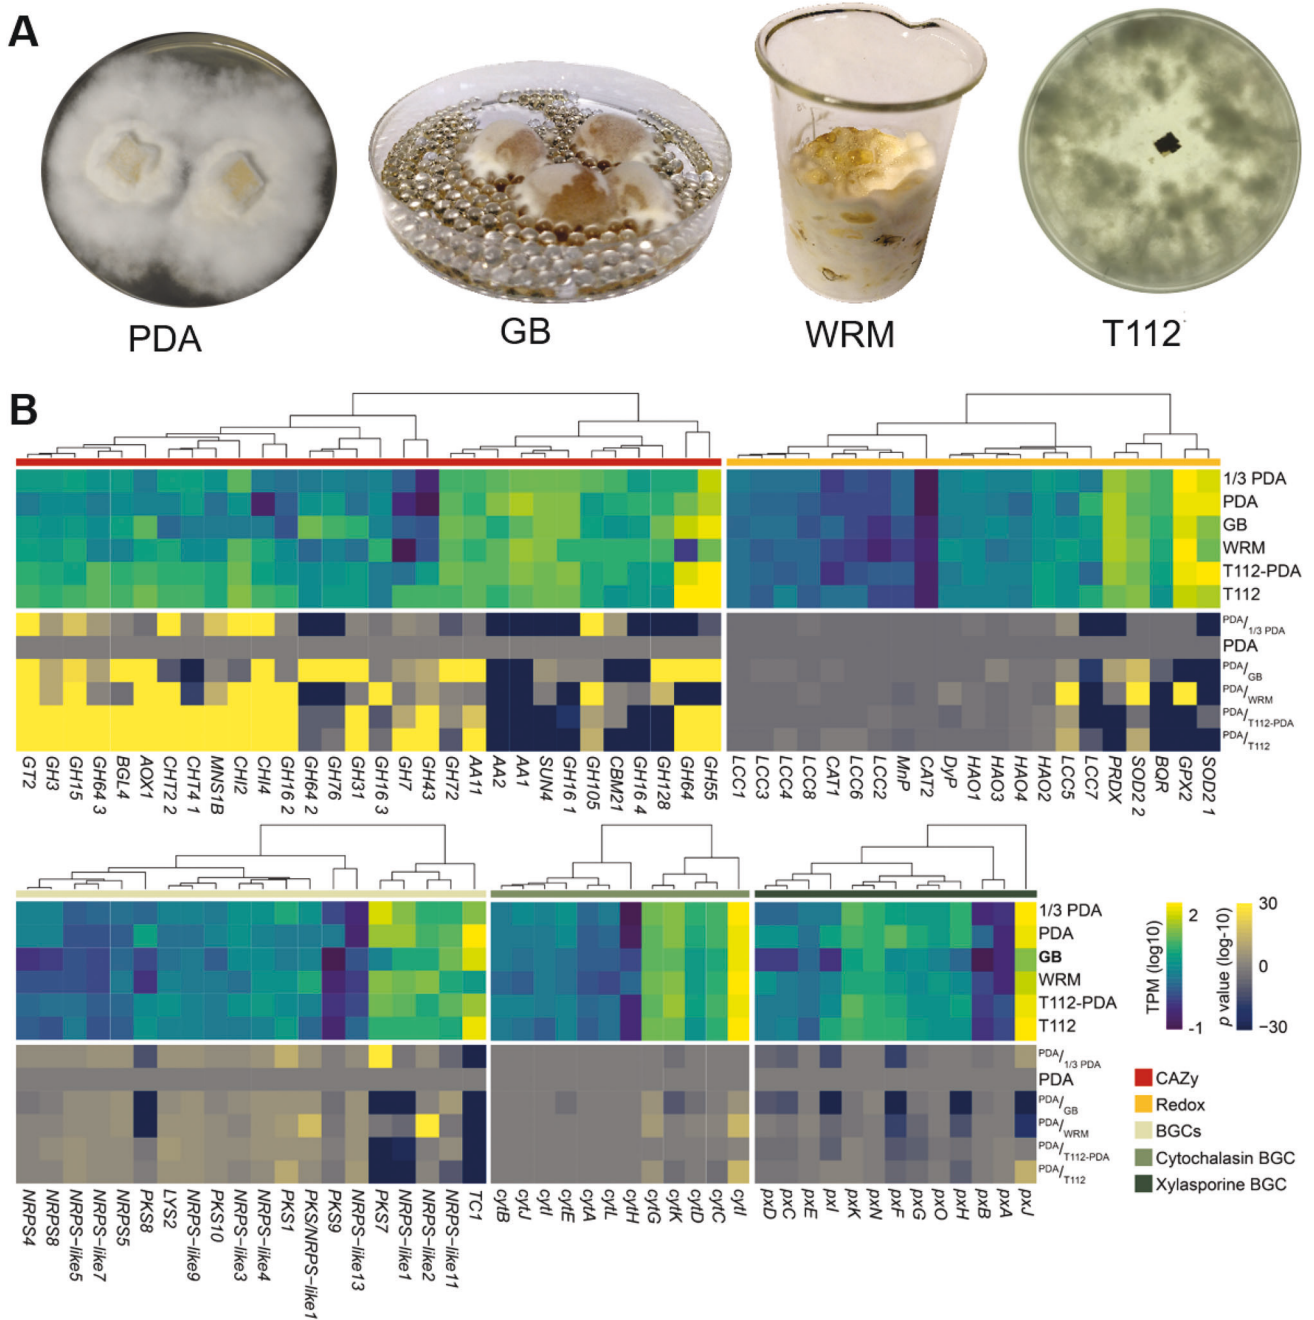 A
PDA
GB
WRM
T112
B
1/3 PDA
PDA
GB
WRM
T112-PDA
T112
PDA/1/3 PDA
PDA
PDA/GB
PDA/WRM
PDA/T112-PDA
PDA/T112
GT2
GH3
GH15
GH64 3
BGL4
AOX1
CHT2 2
CHT4 1
MNS1B
CHI2
CHI4
GH16 2
GH64 2
GH76
GH31
GH16 3
GH7
GH43
GH72
AA11
AA2
AA1
SUN4
GH16 1
GH105
CBM21
GH16 4
GH128
GH64
GH55
LCC1
LCC3
LCC4
LCC8
CAT1
LCC6
LCC2
MnP
CAT2
DyP
HAO1
HAO3
HAO4
HAO2
LCC5
LCC7
PRDX
SOD2 2
BQR
GPX2
SOD2 1
1/3 PDA
PDA
GB
WRM
T112-PDA
T112
PDA/1/3 PDA
PDA
PDA/GB
PDA/WRM
PDA/T112-PDA
PDA/T112
NRPS4
NRPS8
NRPS-like5
NRPS-like7
NRPS5
PKS8
LYS2
NRPS-like9
PKS10
NRPS-like3
NRPS-like4
PKS1
PKS/NRPS-like1
PKS9
NRPS-like13
PKS7
NRPS-like1
NRPS-like2
NRPS-like11
TC1
cytB
cytJ
cytI
cytE
cytA
cytL
cytH
cytG
cytK
cytD
cytC
cytI
pxD
pxC
pxE
pxI
pxK
pxN
pxF
pxG
pxO
pxH
pxB
pxA
pxJ
TPM (log10)
2
-1
p value (log-10)
30
0
−30
CAZy
Redox
BGCs
Cytochalasin BGC
Xylasporine BGC